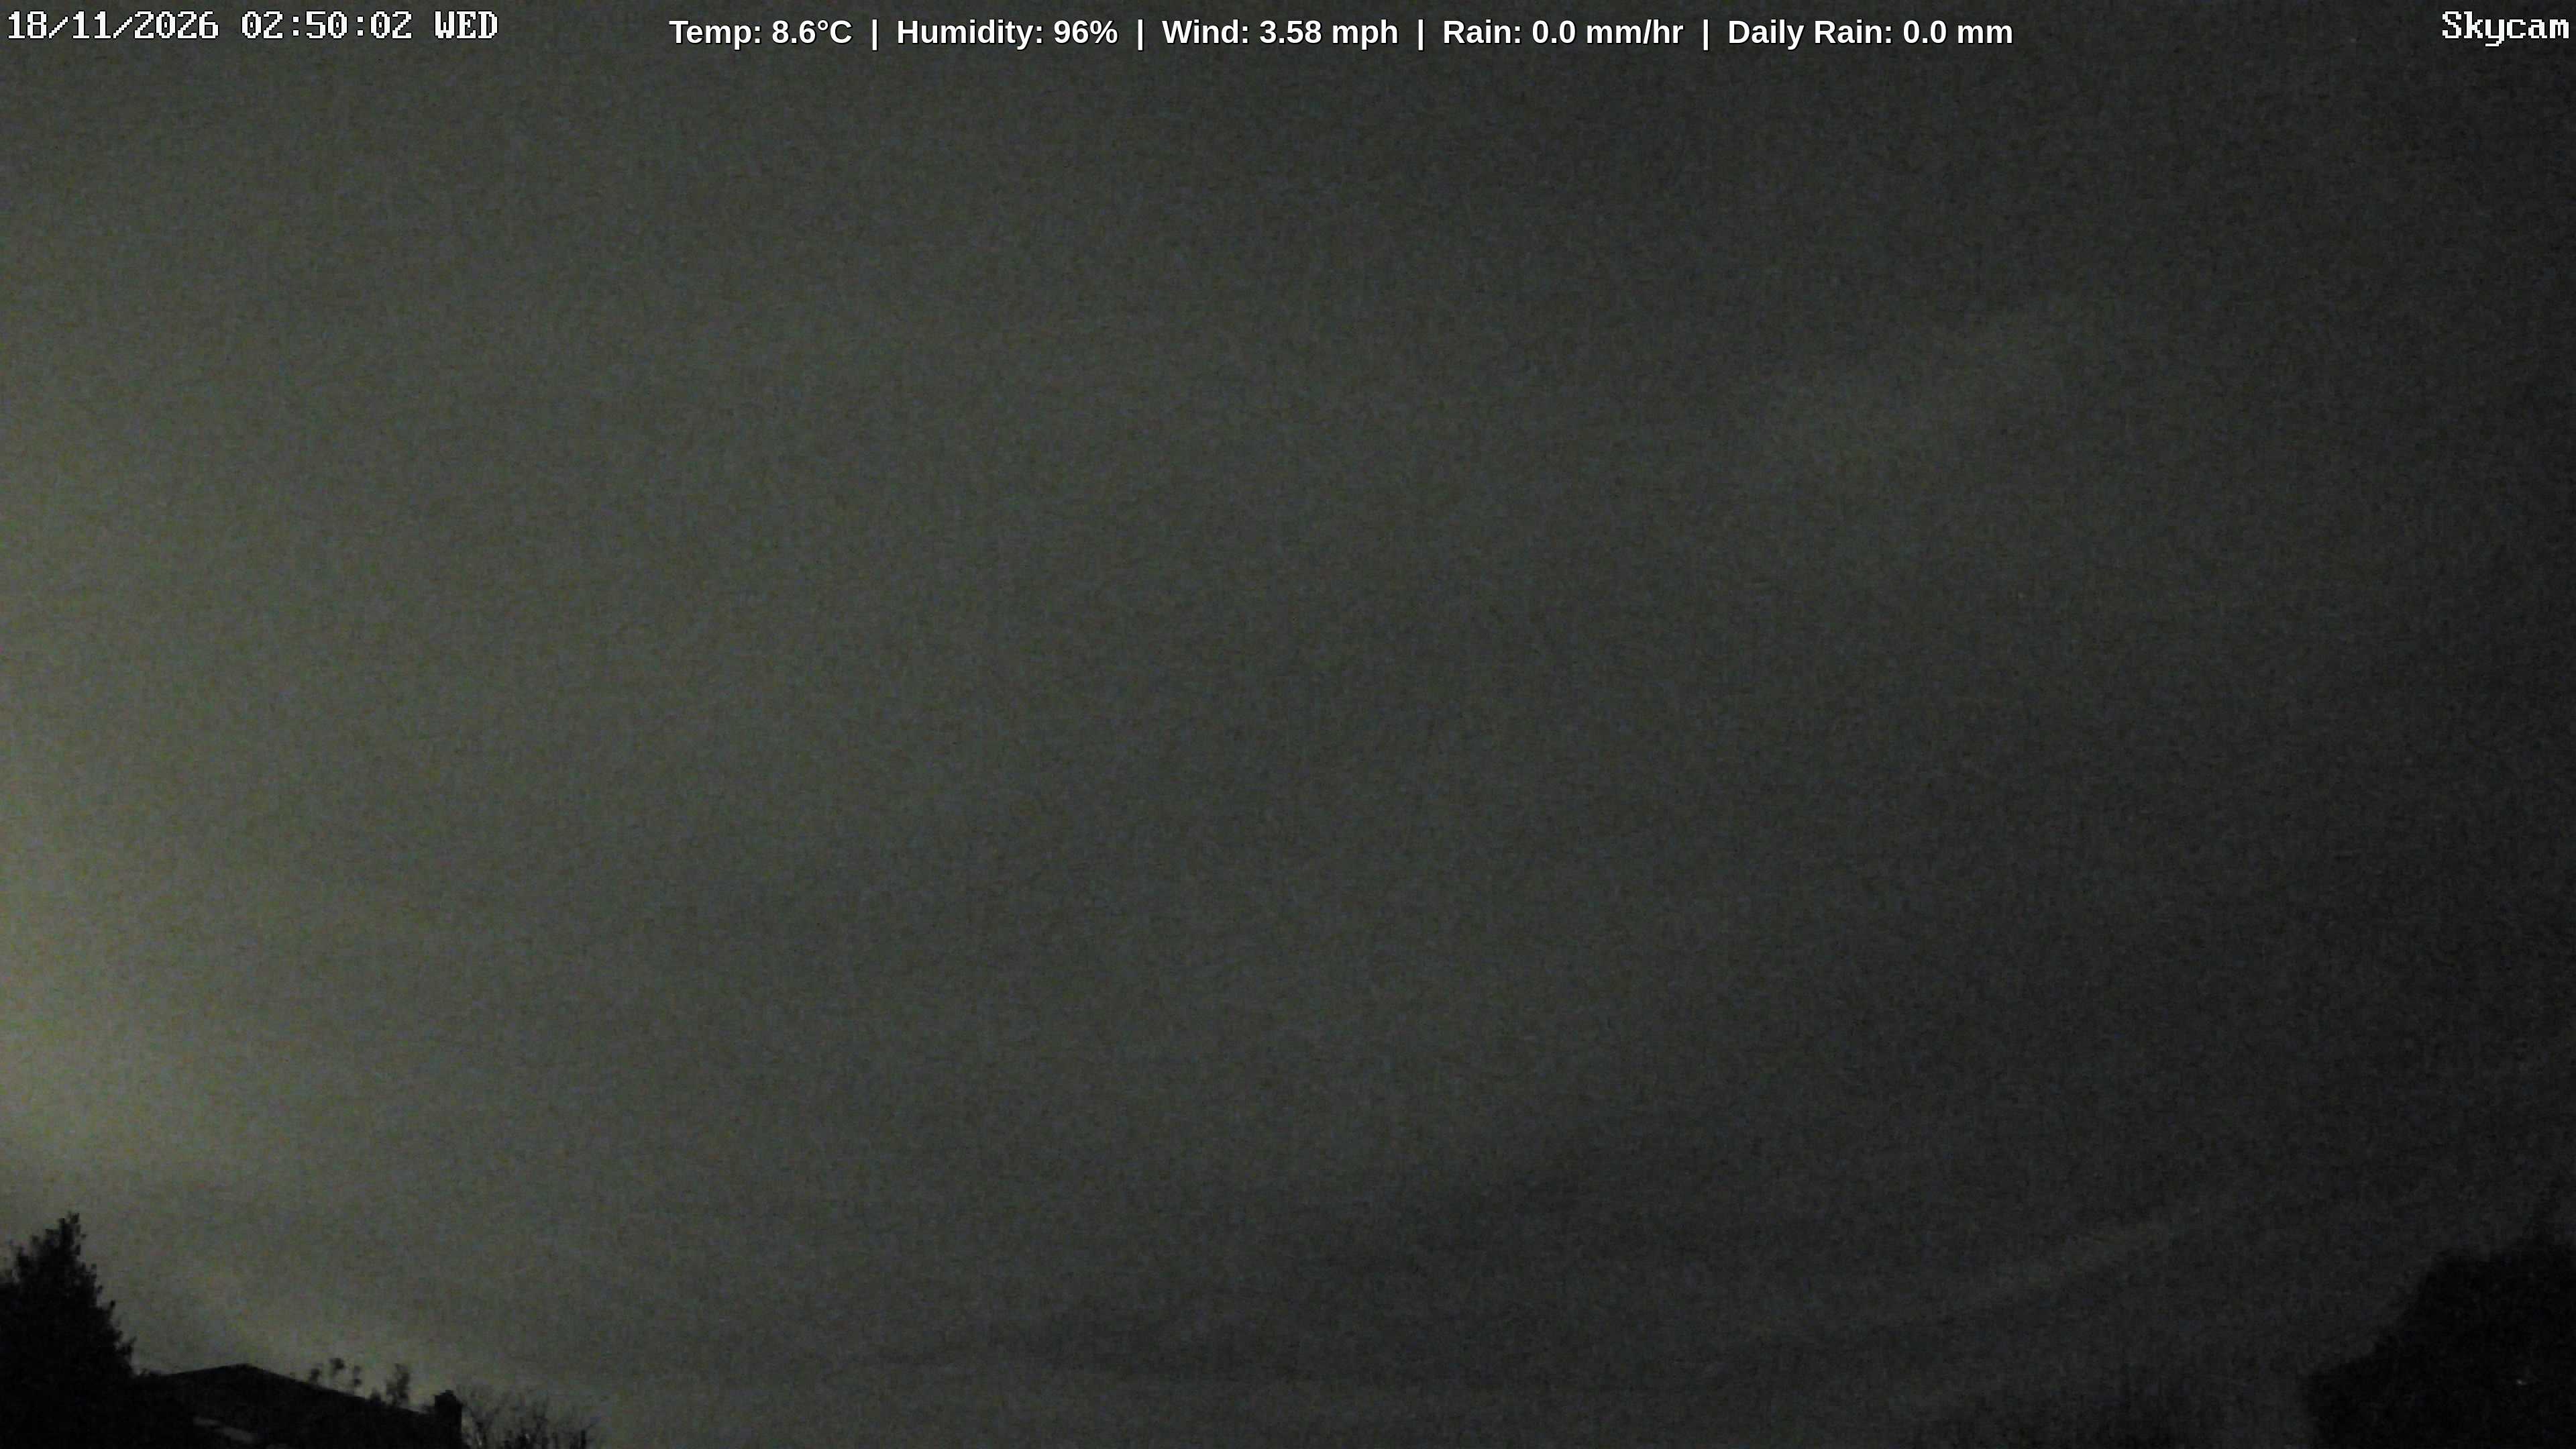 18/11/2026 02:50:02 WED
Temp: 8.6°C | Humidity: 96% | Wind: 3.58 mph | Rain: 0.0 mm/hr | Daily Rain: 0.0 mm
Skycam